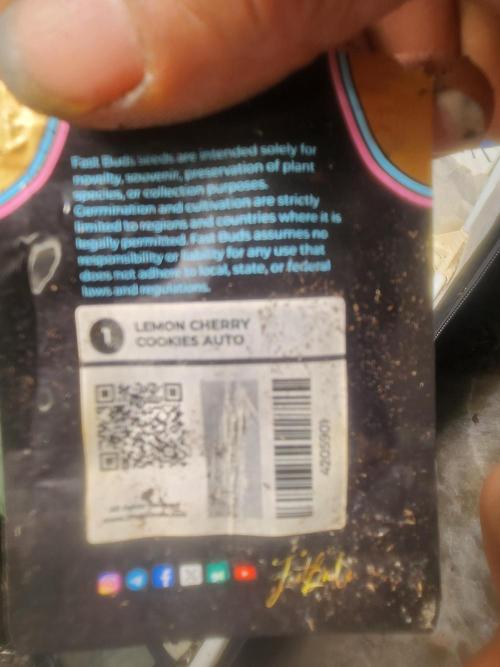 Fast Buds seeds are intended solely for
novelty, souvenir, preservation of plant
species, or collection purposes.
Germination and cultivation are strictly
limited to regions and countries where it is
legally permitted. Fast Buds assumes no
responsibility or liability for any use that
does not adhere to local, state, or federal
laws and regulations.
1 LEMON CHERRY
COOKIES AUTO